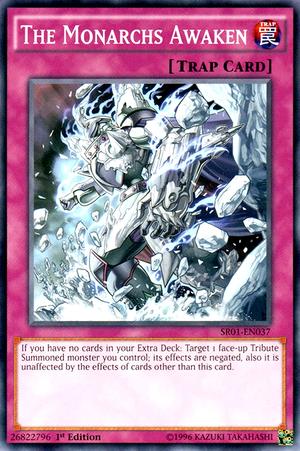 The Monarchs Awaken
TRAP
罠
[Trap Card]
SR01-EN037
If you have no cards in your Extra Deck: Target 1 face-up Tribute
Summoned monster you control; its effects are negated, also it is
unaffected by the effects of cards other than this card.
26822796 1st Edition ©1996 KAZUKI TAKAHASHI